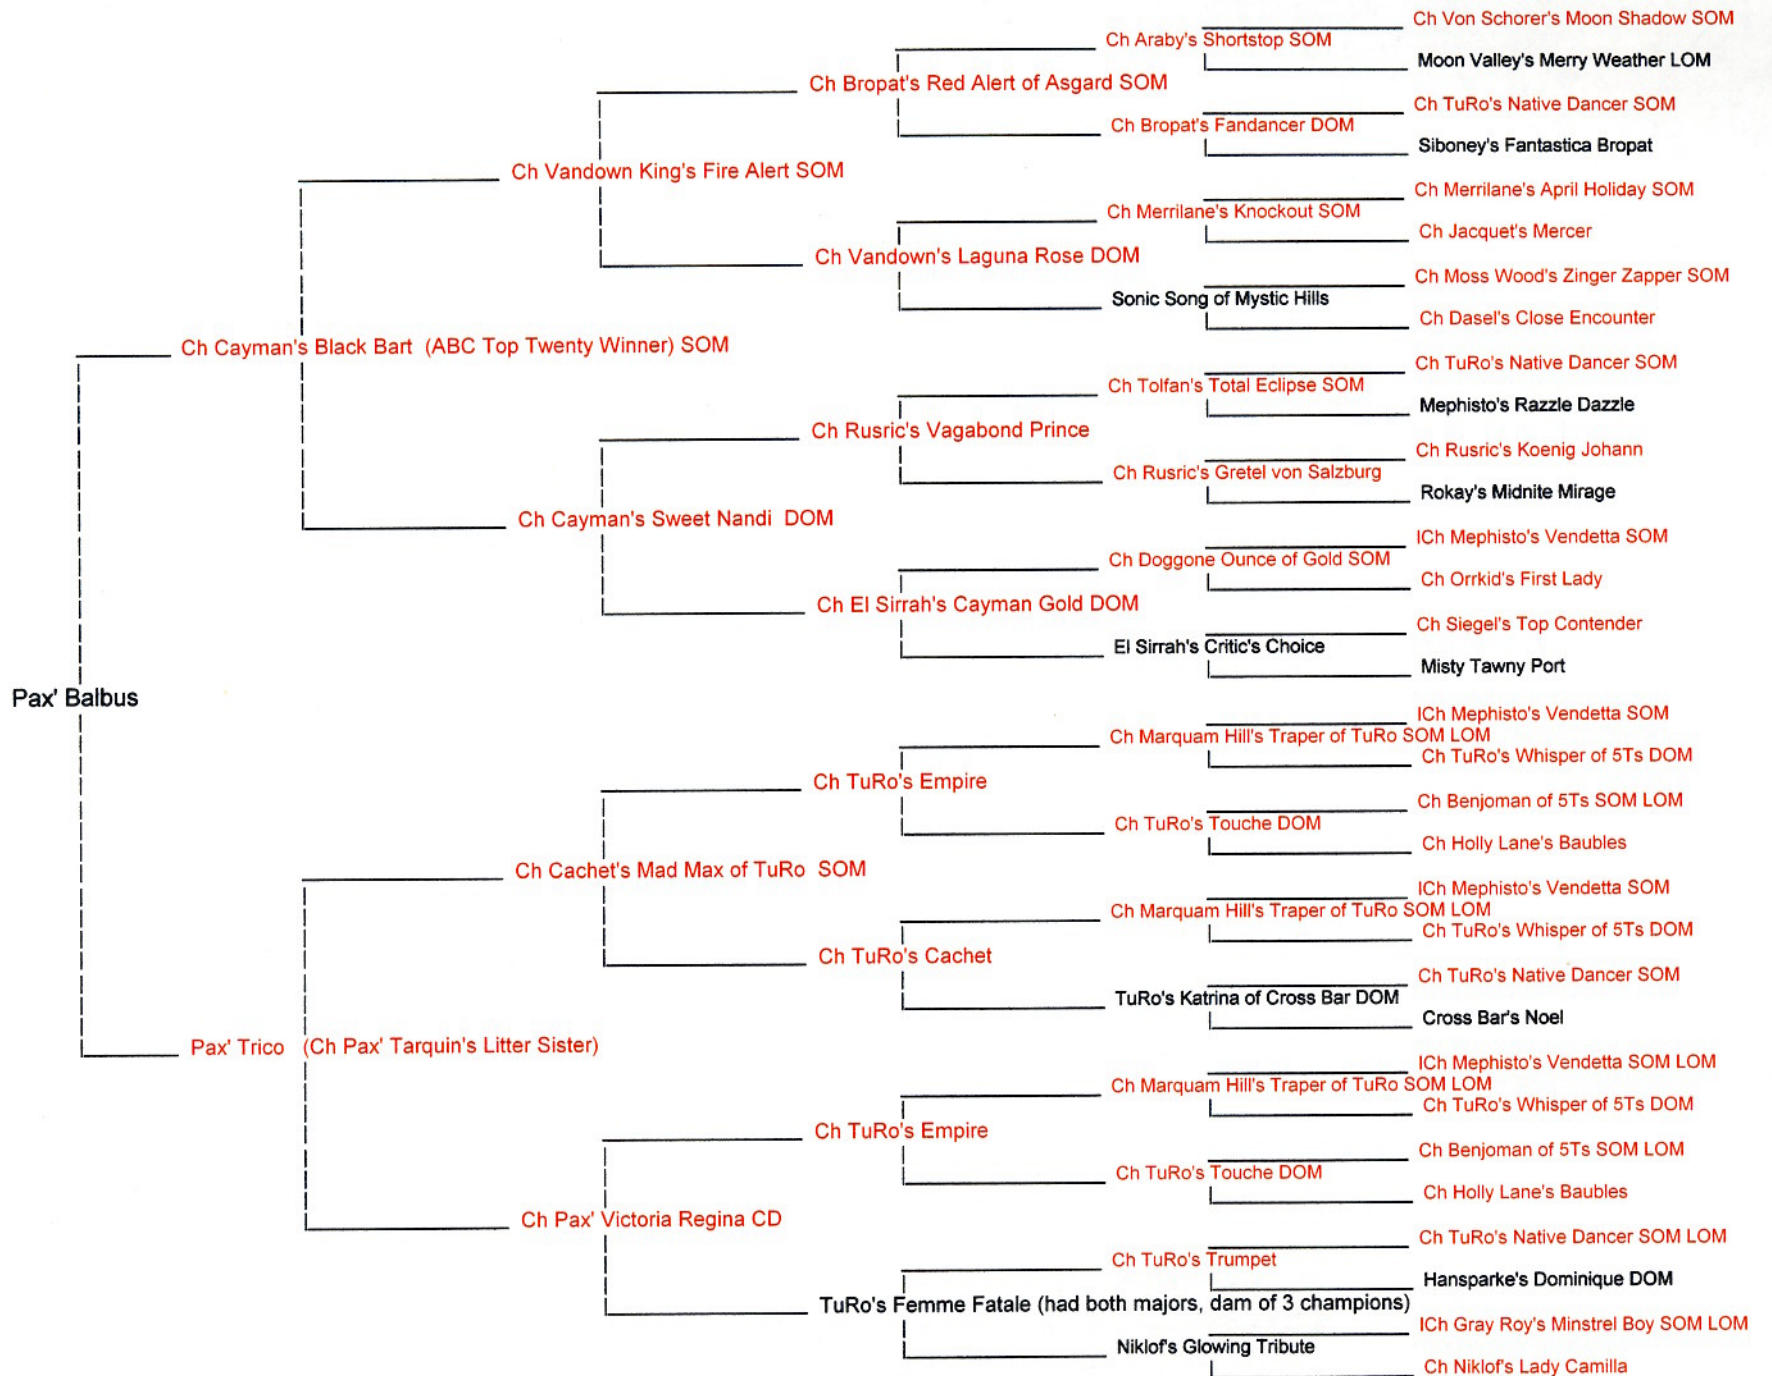 Ch Von Schorer's Moon Shadow SOM
Ch Araby's Shortstop SOM
Moon Valley's Merry Weather LOM
Ch Bropat's Red Alert of Asgard SOM
Ch TuRo's Native Dancer SOM
Ch Bropat's Fandancer DOM
Siboney's Fantastica Bropat
Ch Vandown King's Fire Alert SOM
Ch Merrilane's April Holiday SOM
Ch Merrilane's Knockout SOM
Ch Jacquet's Mercer
Ch Vandown's Laguna Rose DOM
Ch Moss Wood's Zinger Zapper SOM
Sonic Song of Mystic Hills
Ch Dasel's Close Encounter
Ch Cayman's Black Bart (ABC Top Twenty Winner) SOM
Ch TuRo's Native Dancer SOM
Ch Tolfan's Total Eclipse SOM
Mephisto's Razzle Dazzle
Ch Rusric's Vagabond Prince
Ch Rusric's Koenig Johann
Ch Rusric's Gretel von Salzburg
Rokay's Midnite Mirage
Ch Cayman's Sweet Nandi DOM
ICh Mephisto's Vendetta SOM
Ch Doggone Ounce of Gold SOM
Ch Orrkid's First Lady
Ch El Sirrah's Cayman Gold DOM
Ch Siegel's Top Contender
El Sirrah's Critic's Choice
Misty Tawny Port
Pax' Balbus
ICh Mephisto's Vendetta SOM
Ch Marquam Hill's Traper of TuRo SOM LOM
Ch TuRo's Whisper of 5Ts DOM
Ch TuRo's Empire
Ch Benjoman of 5Ts SOM LOM
Ch TuRo's Touche DOM
Ch Holly Lane's Baubles
Ch Cachet's Mad Max of TuRo SOM
ICh Mephisto's Vendetta SOM
Ch Marquam Hill's Traper of TuRo SOM LOM
Ch TuRo's Whisper of 5Ts DOM
Ch TuRo's Cachet
Ch TuRo's Native Dancer SOM
TuRo's Katrina of Cross Bar DOM
Cross Bar's Noel
Pax' Trico (Ch Pax' Tarquin's Litter Sister)
ICh Mephisto's Vendetta SOM LOM
Ch Marquam Hill's Traper of TuRo SOM LOM
Ch TuRo's Whisper of 5Ts DOM
Ch TuRo's Empire
Ch Benjoman of 5Ts SOM LOM
Ch TuRo's Touche DOM
Ch Holly Lane's Baubles
Ch Pax' Victoria Regina CD
Ch TuRo's Native Dancer SOM LOM
Ch TuRo's Trumpet
Hansparke's Dominique DOM
TuRo's Femme Fatale (had both majors, dam of 3 champions)
ICh Gray Roy's Minstrel Boy SOM LOM
Niklof's Glowing Tribute
Ch Niklof's Lady Camilla